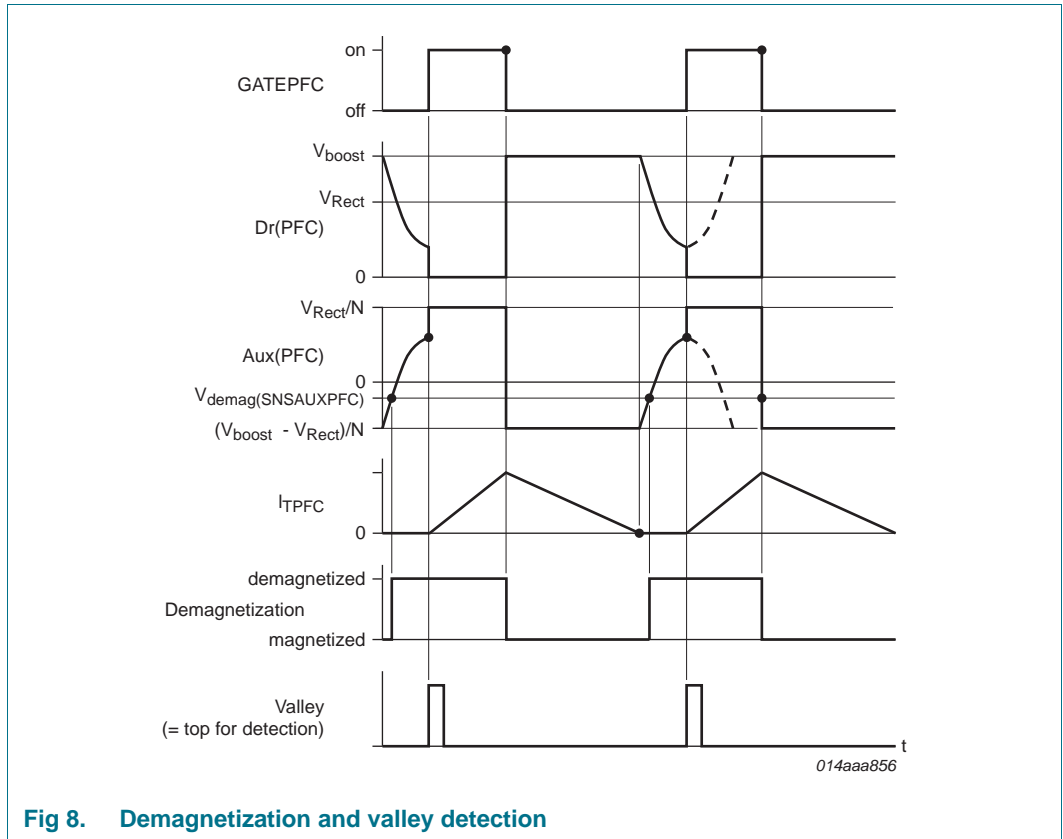 on
GATEPFC
off
Vboost
VRect
Dr(PFC)
0
VRect/N
Aux(PFC)
0
Vdemag(SNSAUXPFC)
(Vboost - VRect)/N
ITPFC
0
demagnetized
Demagnetization
magnetized
Valley
(= top for detection)
t
014aaa856
Fig 8. Demagnetization and valley detection